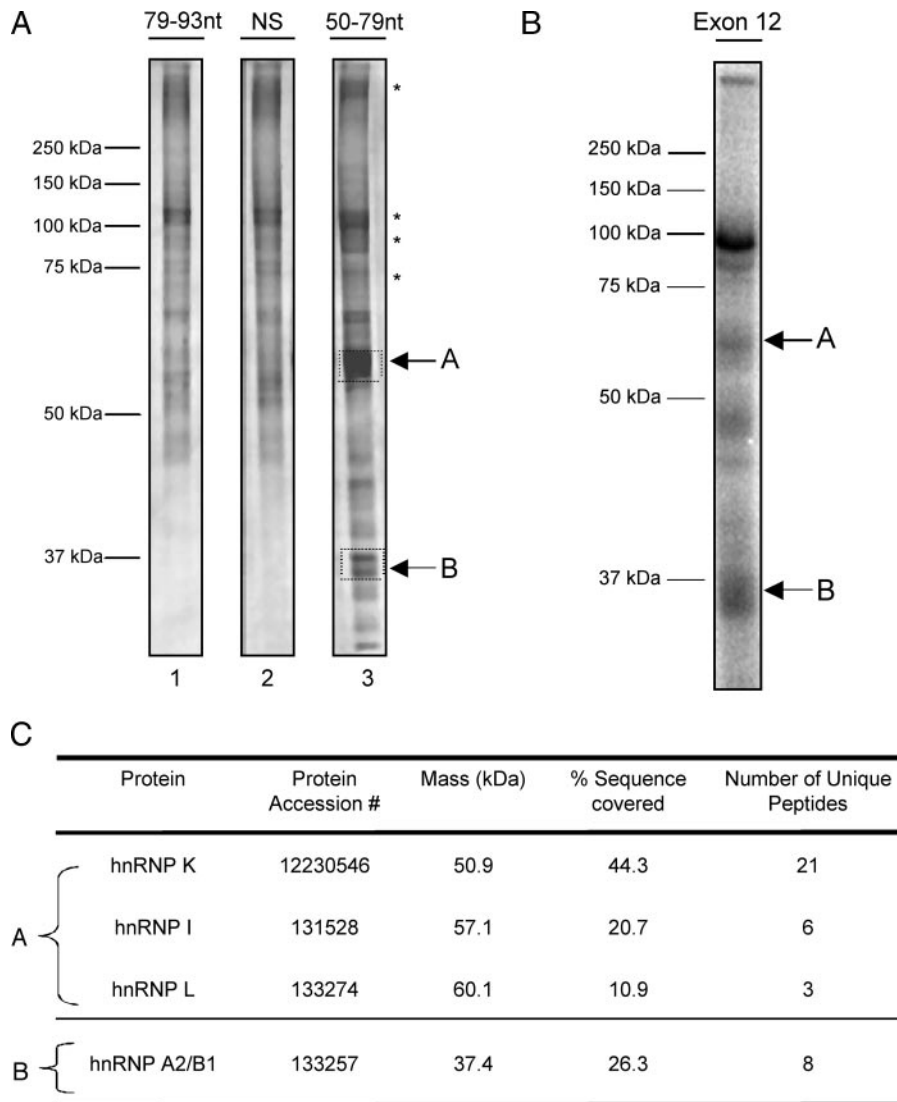 A
79-93nt NS 50-79nt
250 kDa
150 kDa
100 kDa
75 kDa
50 kDa
37 kDa
*
*
*
*
A
B
1 2 3
B
Exon 12
250 kDa
150 kDa
100 kDa
75 kDa
50 kDa
37 kDa
A
B
C
Protein Protein Accession # Mass (kDa) % Sequence covered Number of Unique Peptides
A
hnRNP K 12230546 50.9 44.3 21
hnRNP I 131528 57.1 20.7 6
hnRNP L 133274 60.1 10.9 3
B
hnRNP A2/B1 133257 37.4 26.3 8